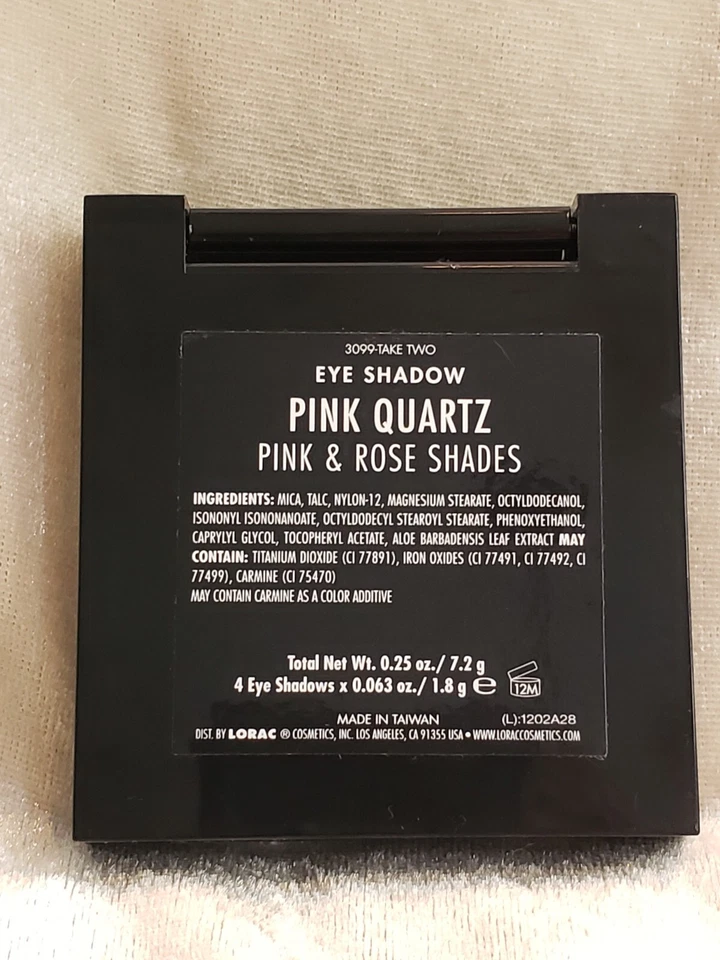 3099-TAKE TWO
EYE SHADOW
PINK QUARTZ
PINK & ROSE SHADES
INGREDIENTS: MICA, TALC, NYLON-12, MAGNESIUM STEARATE, OCTYLDODECANOL,
ISONONYL ISONONANOATE, OCTYLDODECYL STEAROYL STEARATE, PHENOXYETHANOL,
CAPRYLYL GLYCOL, TOCOPHERYL ACETATE, ALOE BARBADENSIS LEAF EXTRACT MAY
CONTAIN: TITANIUM DIOXIDE (CI 77891), IRON OXIDES (CI 77491, CI 77492, CI
77499), CARMINE (CI 75470)
MAY CONTAIN CARMINE AS A COLOR ADDITIVE
Total Net Wt. 0.25 oz./ 7.2 g
4 Eye Shadows x 0.063 oz./ 1.8 g ℮ 12M
MADE IN TAIWAN (L):1202A28
DIST. BY LORAC ® COSMETICS, INC. LOS ANGELES, CA 91355 USA • WWW.LORACCOSMETICS.COM